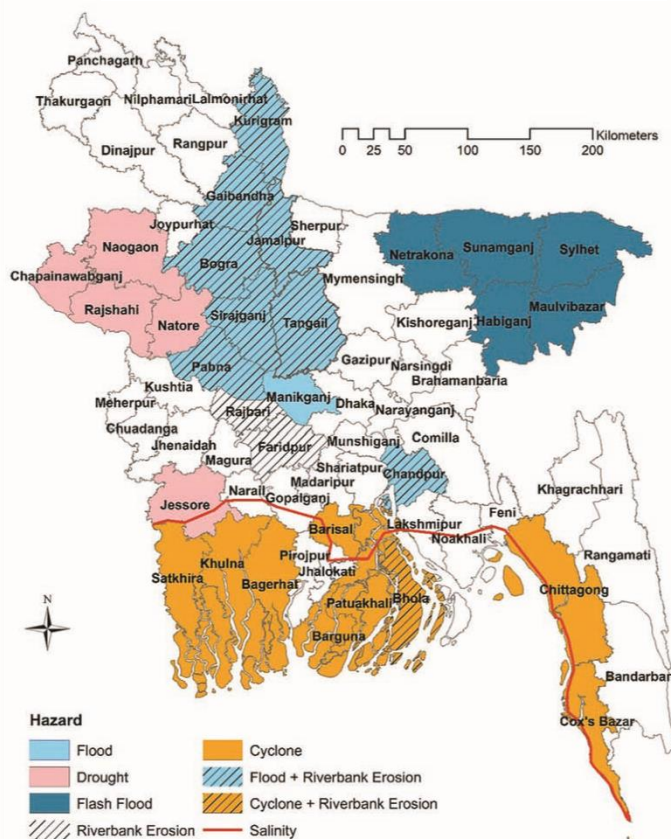 Panchagarh
Thakurgaon
Nilphamari
Lalmonirhat
Kurigram
Dinajpur
Rangpur
Kilometers
0 25 50 100 150 200
Gaibandha
Joypurhat
Jamalpur
Sherpur
Naogaon
Netrakona
Sunamganj
Sylhet
Chapainawabganj
Bogra
Mymensingh
Rajshahi
Natore
Sirajganj
Tangail
Kishoreganj
Habiganj
Maulvibazar
Pabna
Gazipur
Narsingdi
Kushtia
Brahamanbaria
Meherpur
Rajbari
Manikganj
Dhaka
Narayanganj
Chuadanga
Jhenaidah
Faridpur
Munshiganj
Comilla
Magura
Shariatpur
Chandpur
Madaripur
Khagrachhari
Jessore
Narail
Gopalganj
Feni
Barisal
Lakshmipur
Noakhali
Rangamati
Khulna
Pirojpur
Satkhira
Bagerhat
Jhalokati
Chittagong
Patuakhali
Bhola
N
Barguna
Bandarban
Cox's Bazar
Hazard
Flood
Cyclone
Drought
Flood + Riverbank Erosion
Flash Flood
Cyclone + Riverbank Erosion
Riverbank Erosion
Salinity